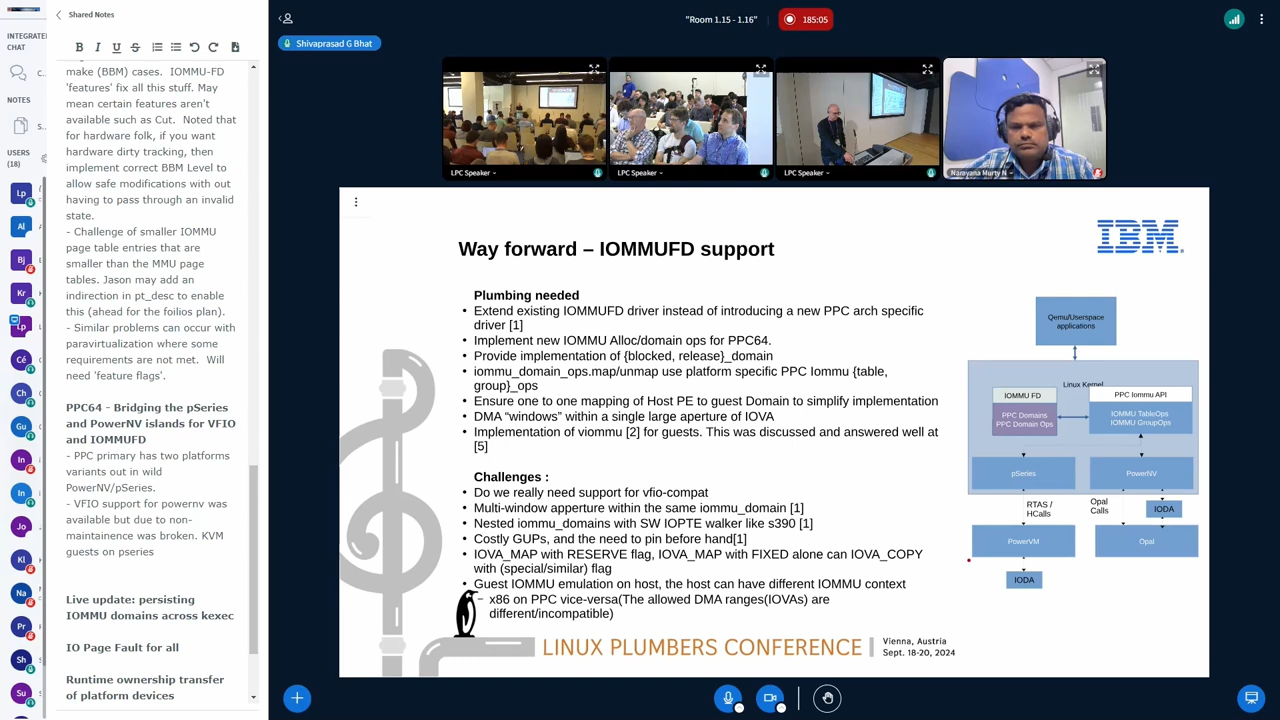 INTEGRATE
CHAT
C...
NOTES
S...
USERS (18)
Lp
Al
Bj
Kr
Lp
Cé
Ch
Gu
In
In
Jo
Kl
Pr
Sh
Su
Shared Notes
B I U S
make (BBM) cases. IOMMU-FD
'features' fix all this stuff. May
mean certain features aren't
available such as Cut. Noted that
for hardware folk, if you want
hardware dirty tracking, then
implement correct BBM Level to
allow safe modifications with out
having to pass through an invalid
state.
- Challenge of smaller IOMMU
page table entries that are
smaller than the MMU page
tables. Jason may add an
indirection in pt_desc to enable
this (ahead for the foilios plan).
- Similar problems can occur with
paravirtualization where some
requirements are not met. Will
need 'feature flags'.
PPC64 - Bridging the pSeries
and PowerNV islands for VFIO
and IOMMUFD
- PPC primary has two platforms
variants out in wild
PowerNV/pSeries.
- VFIO support for powernv was
available but due to non-
maintainence was broken. KVM
guests on pseries
Live update: persisting
IOMMU domains across kexec
IO Page Fault for all
Runtime ownership transfer
of platform devices
"Room 1.15 - 1.16"
185:05
Shivaprasad G Bhat
LPC Speaker
LPC Speaker
LPC Speaker
Narayana Murty N
Way forward – IOMMUFD support
IBM
Plumbing needed
• Extend existing IOMMUFD driver instead of introducing a new PPC arch specific
driver [1]
• Implement new IOMMU Alloc/domain ops for PPC64.
• Provide implementation of {blocked, release}_domain
• iommu_domain_ops.map/unmap use platform specific PPC Iommu {table,
group}_ops
• Ensure one to one mapping of Host PE to guest Domain to simplify implementation
• DMA “windows” within a single large aperture of IOVA
• Implementation of viommu [2] for guests. This was discussed and answered well at
[5]
Challenges :
• Do we really need support for vfio-compat
• Multi-window apperture within the same iommu_domain [1]
• Nested iommu_domains with SW IOPTE walker like s390 [1]
• Costly GUPs, and the need to pin before hand[1]
• IOVA_MAP with RESERVE flag, IOVA_MAP with FIXED alone can IOVA_COPY
with (special/similar) flag
• Guest IOMMU emulation on host, the host can have different IOMMU context
– x86 on PPC vice-versa(The allowed DMA ranges(IOVAs) are
different/incompatible)
Qemu/Userspace
applications
Linux Kernel
IOMMU FD
PPC Domains
PPC Domain Ops
PPC Iommu API
IOMMU TableOps
IOMMU GroupOps
pSeries
PowerNV
RTAS /
HCalls
Opal
Calls
IODA
PowerVM
Opal
IODA
LINUX PLUMBERS CONFERENCE
Vienna, Austria
Sept. 18-20, 2024